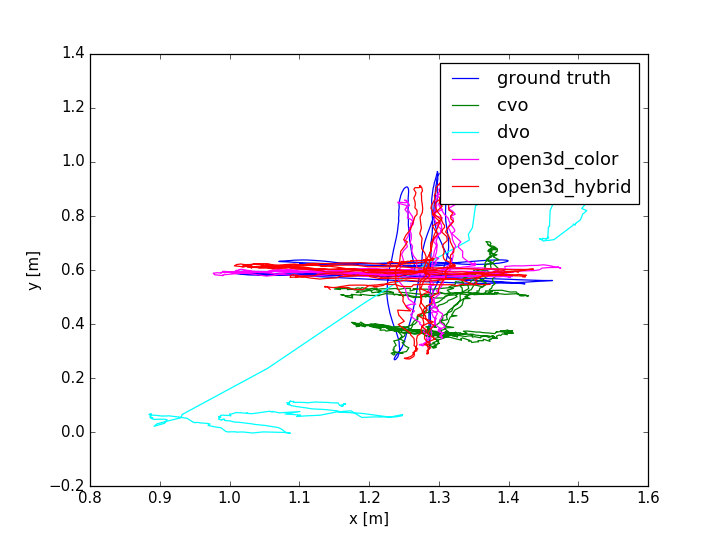 1.4
1.2
1.0
0.8
0.6
0.4
0.2
0.0
−0.2
y [m]
ground truth
cvo
dvo
open3d_color
open3d_hybrid
0.8 0.9 1.0 1.1 1.2 1.3 1.4 1.5 1.6
x [m]